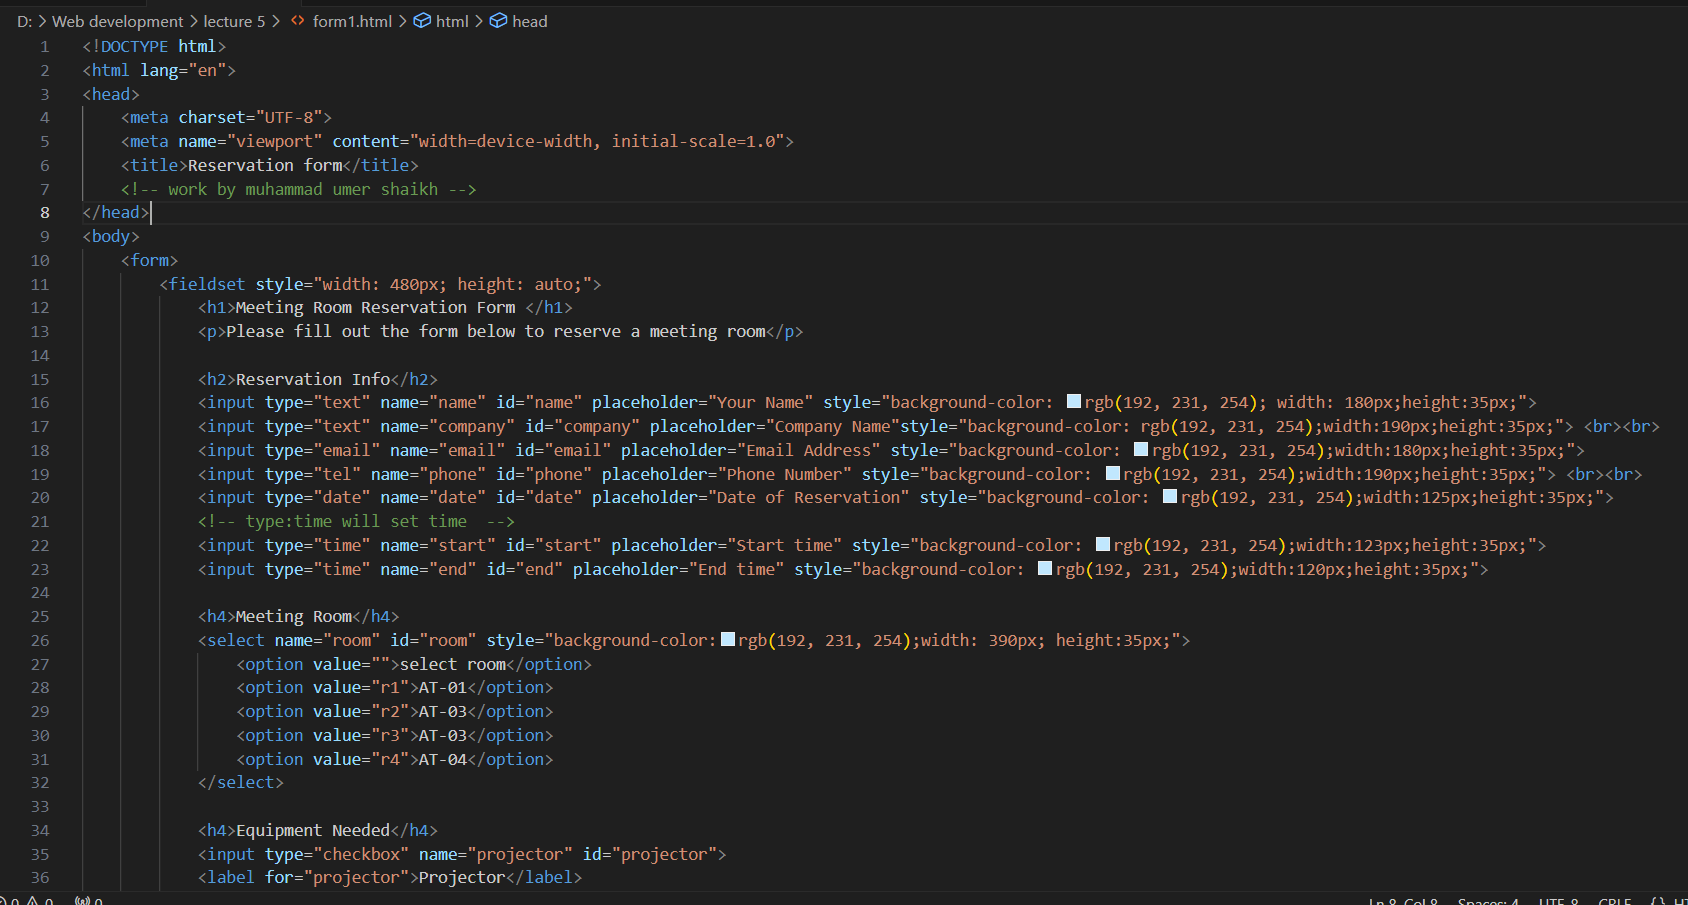 D: > Web development > lecture 5 > <> form1.html > html > head
1 <!DOCTYPE html>
2 <html lang="en">
3 <head>
4 <meta charset="UTF-8">
5 <meta name="viewport" content="width=device-width, initial-scale=1.0">
6 <title>Reservation form</title>
7 <!-- work by muhammad umer shaikh -->
8 </head>
9 <body>
10 <form>
11 <fieldset style="width: 480px; height: auto;">
12 <h1>Meeting Room Reservation Form </h1>
13 <p>Please fill out the form below to reserve a meeting room</p>
14
15 <h2>Reservation Info</h2>
16 <input type="text" name="name" id="name" placeholder="Your Name" style="background-color: rgb(192, 231, 254); width: 180px;height:35px;">
17 <input type="text" name="company" id="company" placeholder="Company Name"style="background-color: rgb(192, 231, 254);width:190px;height:35px;"> <br><br>
18 <input type="email" name="email" id="email" placeholder="Email Address" style="background-color: rgb(192, 231, 254);width:180px;height:35px;">
19 <input type="tel" name="phone" id="phone" placeholder="Phone Number" style="background-color: rgb(192, 231, 254);width:190px;height:35px;"> <br><br>
20 <input type="date" name="date" id="date" placeholder="Date of Reservation" style="background-color: rgb(192, 231, 254);width:125px;height:35px;">
21 <!-- type:time will set time  -->
22 <input type="time" name="start" id="start" placeholder="Start time" style="background-color: rgb(192, 231, 254);width:123px;height:35px;">
23 <input type="time" name="end" id="end" placeholder="End time" style="background-color: rgb(192, 231, 254);width:120px;height:35px;">
24
25 <h4>Meeting Room</h4>
26 <select name="room" id="room" style="background-color: rgb(192, 231, 254);width: 390px; height:35px;">
27 <option value="">select room</option>
28 <option value="r1">AT-01</option>
29 <option value="r2">AT-03</option>
30 <option value="r3">AT-03</option>
31 <option value="r4">AT-04</option>
32 </select>
33
34 <h4>Equipment Needed</h4>
35 <input type="checkbox" name="projector" id="projector">
36 <label for="projector">Projector</label>
0 0 0 Ln 8, Col 8 Spaces: 4 UTF-8 CRLF {}